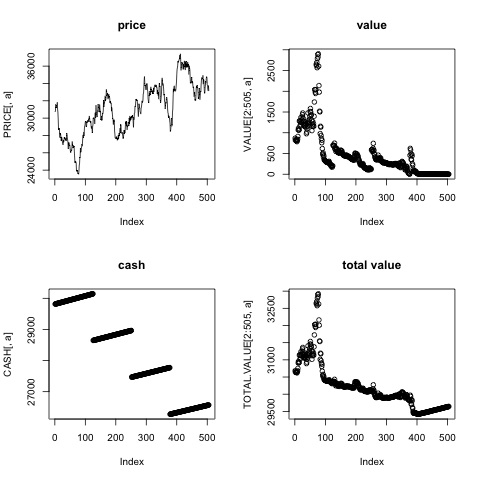 price
PRICE[, a]
24000 30000 36000
0 100 200 300 400 500
Index
value
VALUE[2:505, a]
0 500 1500 2500
0 100 200 300 400 500
Index
cash
CASH[, a]
27000 29000
0 100 200 300 400 500
Index
total value
TOTAL.VALUE[2:505, a]
29500 31000 32500
0 100 200 300 400 500
Index